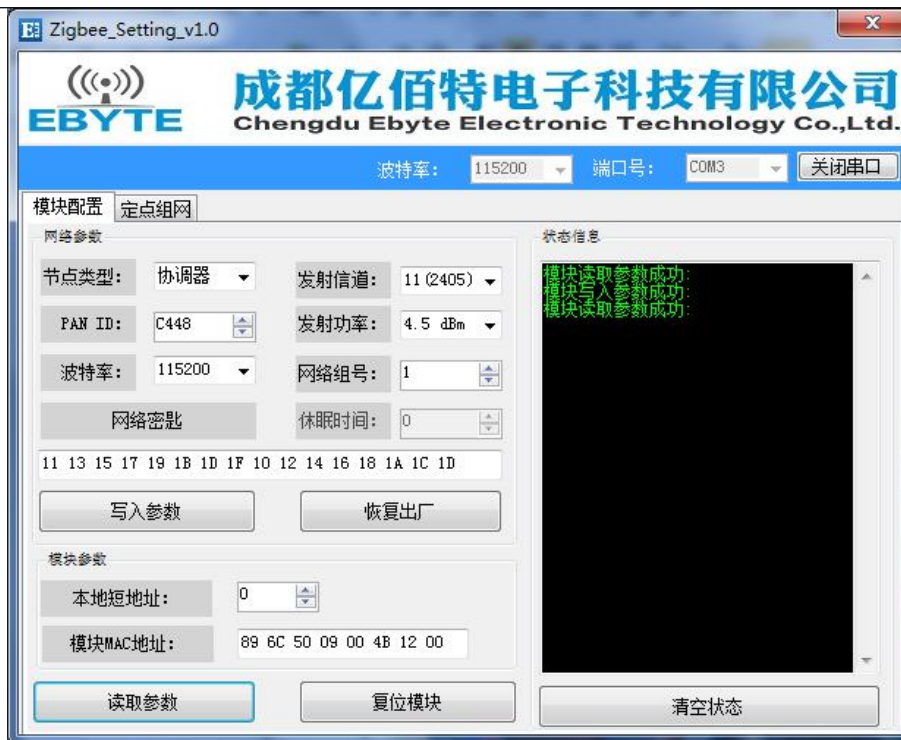 Zigbee_Setting_v1.0
EBYTE
成都亿佰特电子科技有限公司
Chengdu Ebyte Electronic Technology Co.,Ltd.
波特率: 115200 端口号: COM3 关闭串口
模块配置 定点组网
网络参数
节点类型: 协调器 发射信道: 11(2405)
PAN ID: C448 发射功率: 4.5 dBm
波特率: 115200 网络组号: 1
网络密匙 休眠时间: 0
11 13 15 17 19 1B 1D 1F 10 12 14 16 18 1A 1C 1D
写入参数 恢复出厂
模块参数
本地短地址: 0
模块MAC地址: 89 6C 50 09 00 4B 12 00
读取参数 复位模块
状态信息
模块读取参数成功:
模块写入参数成功:
模块读取参数成功:
清空状态